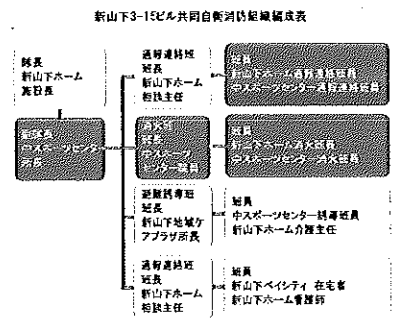 新山下3-15ビル共同自衛消防組織編成表
隊長
新山下ホーム
施設長
副隊長
中スポーツセンター
所長
通報連絡班
班長
新山下ホーム
相談主任
班員
新山下ホーム通報連絡班員
中スポーツセンター通報連絡班員
消火班
班長
中スポーツ
センター職員
班員
新山下ホーム消火班員
中スポーツセンター消火班員
避難誘導班
班長
新山下地域ケ
アプラザ所長
班員
中スポーツセンター誘導班員
新山下ホーム介護主任
通報連絡班
班長
新山下ホーム
相談主任
班員
新山下ベイシティ 在宅者
新山下ホーム看護師